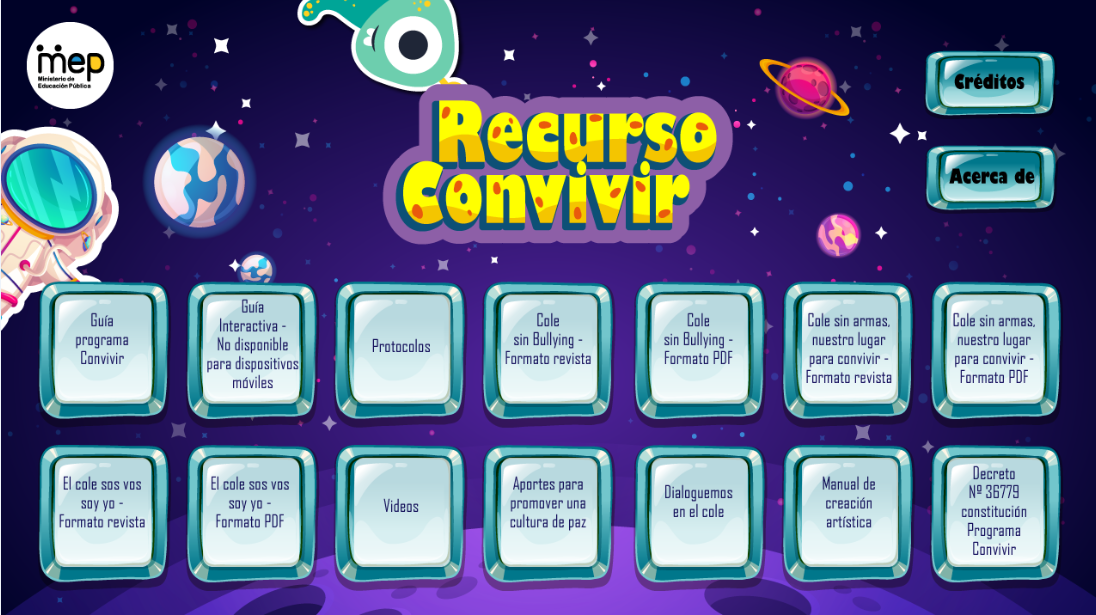 mep
Ministerio de
Educación Pública
Recurso
Convivir
Créditos
Acerca de
Guía
programa
Convivir
Guía
Interactiva -
No disponible
para dispositivos
móviles
Protocolos
Cole
sin Bullying -
Formato revista
Cole
sin Bullying -
Formato PDF
Cole sin armas,
nuestro lugar
para convivir -
Formato revista
Cole sin armas,
nuestro lugar
para convivir -
Formato PDF
El cole sos vos
soy yo -
Formato revista
El cole sos vos
soy yo -
Formato PDF
Videos
Aportes para
promover una
cultura de paz
Dialoguemos
en el cole
Manual de
creación
artística
Decreto
Nº 36779
constitución
Programa
Convivir